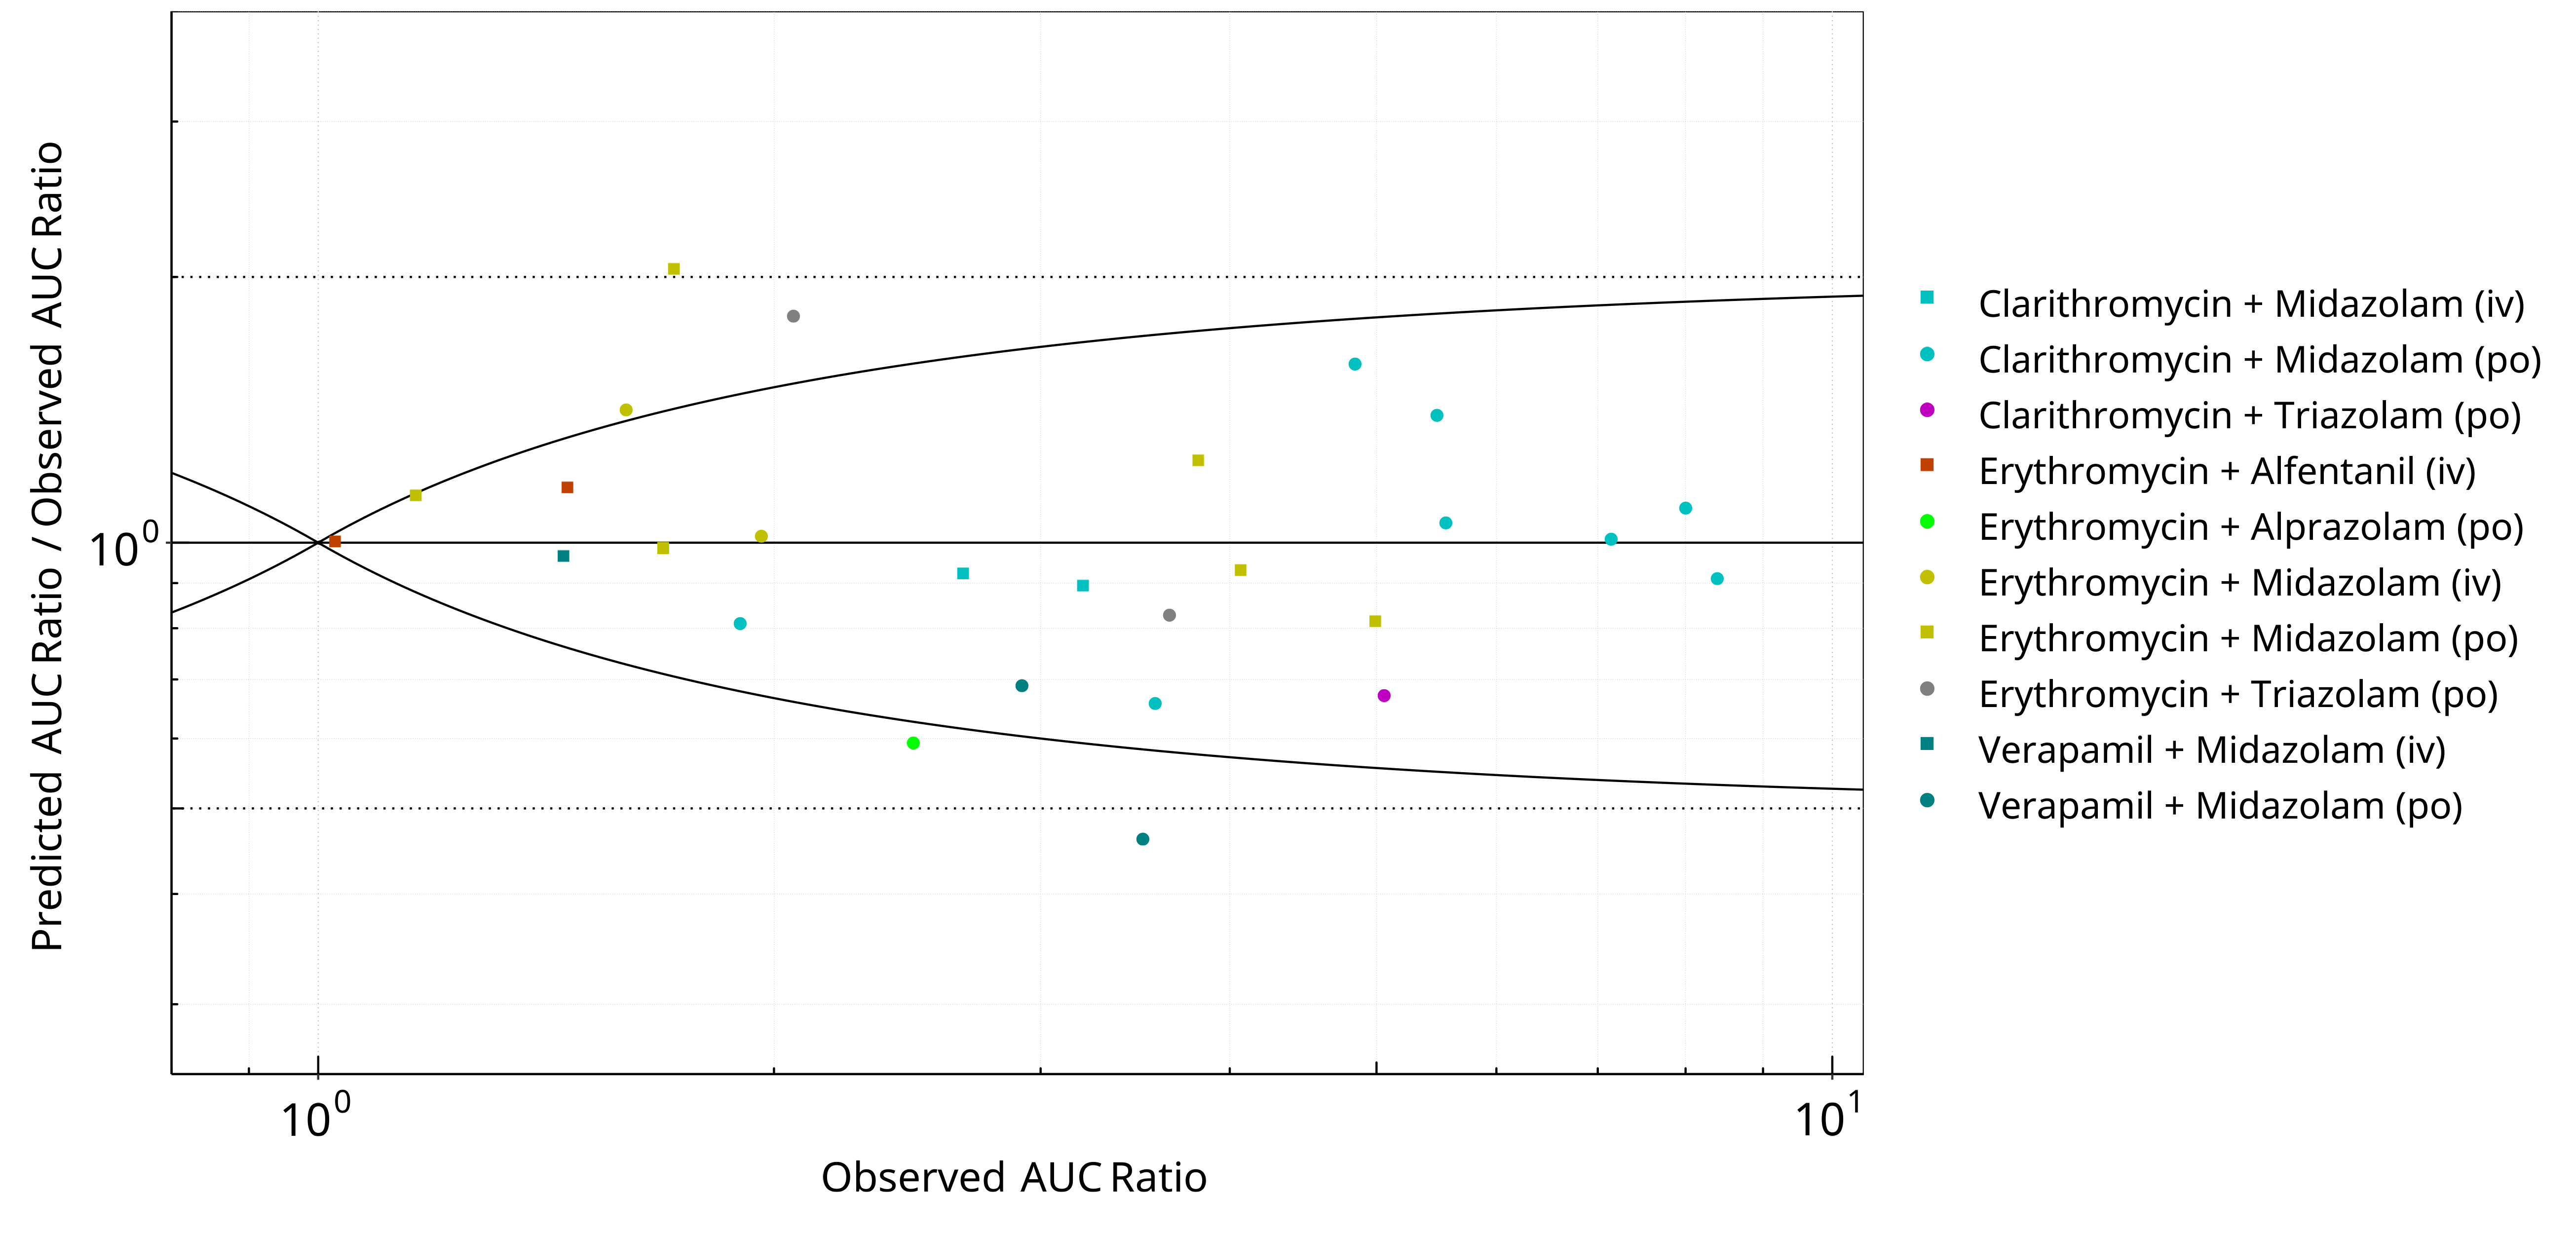 Predicted AUC Ratio / Observed AUC Ratio
10⁰
10⁰
10¹
Observed AUC Ratio
Clarithromycin + Midazolam (iv)
Clarithromycin + Midazolam (po)
Clarithromycin + Triazolam (po)
Erythromycin + Alfentanil (iv)
Erythromycin + Alprazolam (po)
Erythromycin + Midazolam (iv)
Erythromycin + Midazolam (po)
Erythromycin + Triazolam (po)
Verapamil + Midazolam (iv)
Verapamil + Midazolam (po)